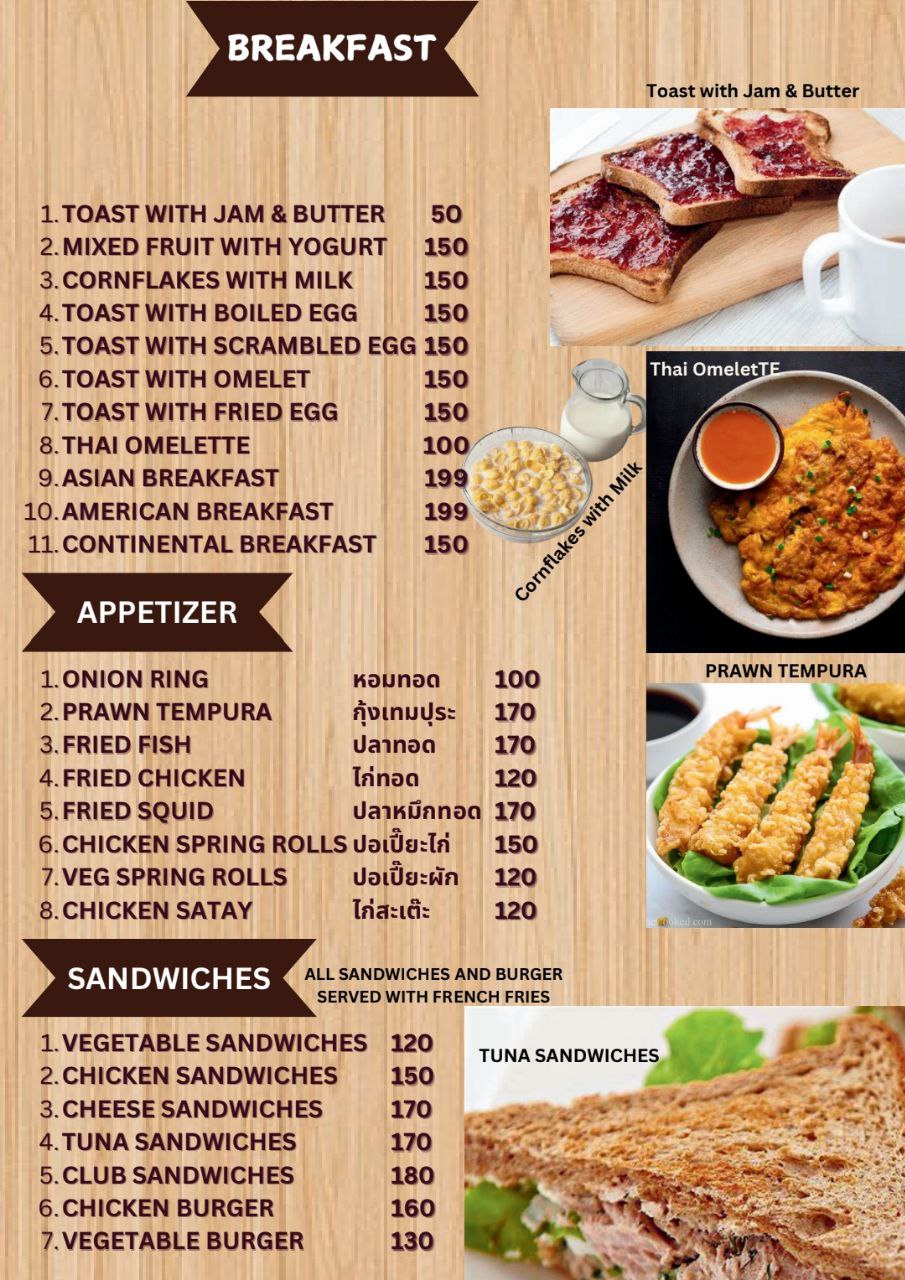 BREAKFAST
Toast with Jam & Butter
1. TOAST WITH JAM & BUTTER 50
2. MIXED FRUIT WITH YOGURT 150
3. CORNFLAKES WITH MILK 150
4. TOAST WITH BOILED EGG 150
5. TOAST WITH SCRAMBLED EGG 150
6. TOAST WITH OMELET 150
7. TOAST WITH FRIED EGG 150
8. THAI OMELETTE 100
9. ASIAN BREAKFAST 199
10. AMERICAN BREAKFAST 199
11. CONTINENTAL BREAKFAST 150
Thai OmeletTE
Cornflakes with Milk
APPETIZER
1. ONION RING หอมทอด 100
2. PRAWN TEMPURA กุ้งเทมปุระ 170
3. FRIED FISH ปลาทอด 170
4. FRIED CHICKEN ไก่ทอด 120
5. FRIED SQUID ปลาหมึกทอด 170
6. CHICKEN SPRING ROLLS ปอเปี๊ยะไก่ 150
7. VEG SPRING ROLLS ปอเปี๊ยะผัก 120
8. CHICKEN SATAY ไก่สะเต๊ะ 120
PRAWN TEMPURA
SANDWICHES
ALL SANDWICHES AND BURGER
SERVED WITH FRENCH FRIES
1. VEGETABLE SANDWICHES 120
2. CHICKEN SANDWICHES 150
3. CHEESE SANDWICHES 170
4. TUNA SANDWICHES 170
5. CLUB SANDWICHES 180
6. CHICKEN BURGER 160
7. VEGETABLE BURGER 130
TUNA SANDWICHES